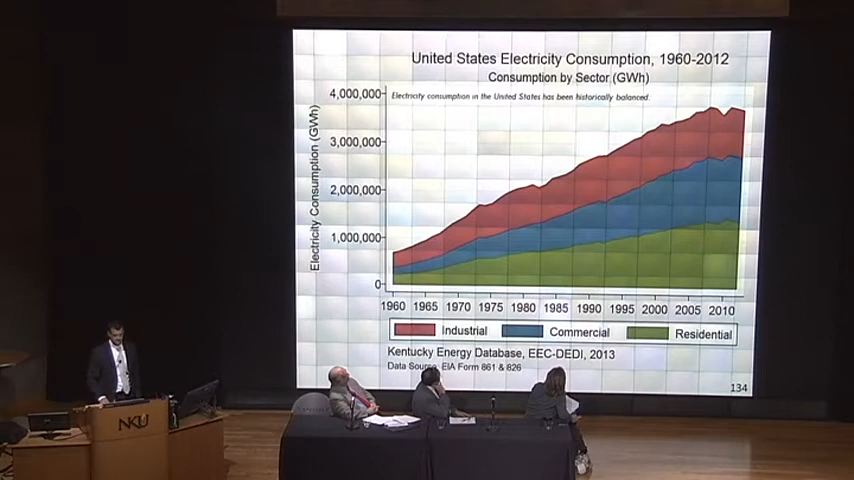 United States Electricity Consumption, 1960-2012
Consumption by Sector (GWh)
Electricity consumption in the United States has been historically balanced.
Electricity Consumption (GWh)
4,000,000
3,000,000
2,000,000
1,000,000
0
1960 1965 1970 1975 1980 1985 1990 1995 2000 2005 2010
Industrial Commercial Residential
Kentucky Energy Database, EEC-DEDI, 2013
Data Source: EIA Form 861 & 826
134
NKU